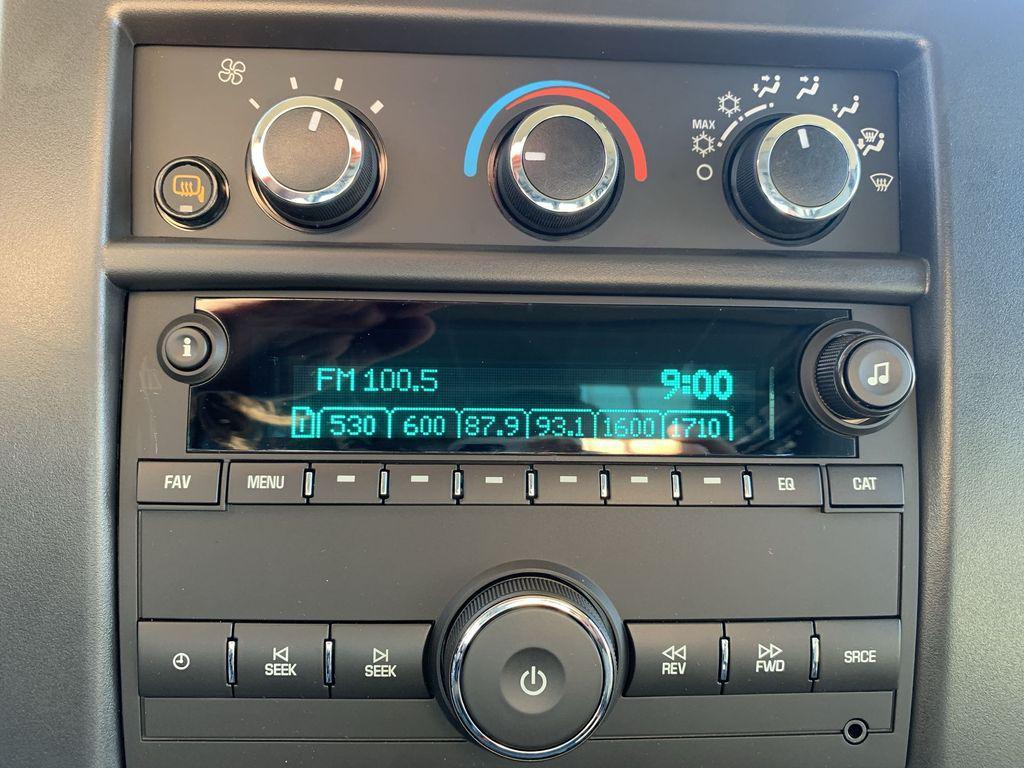 MAX
i
FM 100.5 9:00
1 530 600 87.9 93.1 1600 1710
FAV MENU EQ CAT
SEEK SEEK REV FWD SRCE